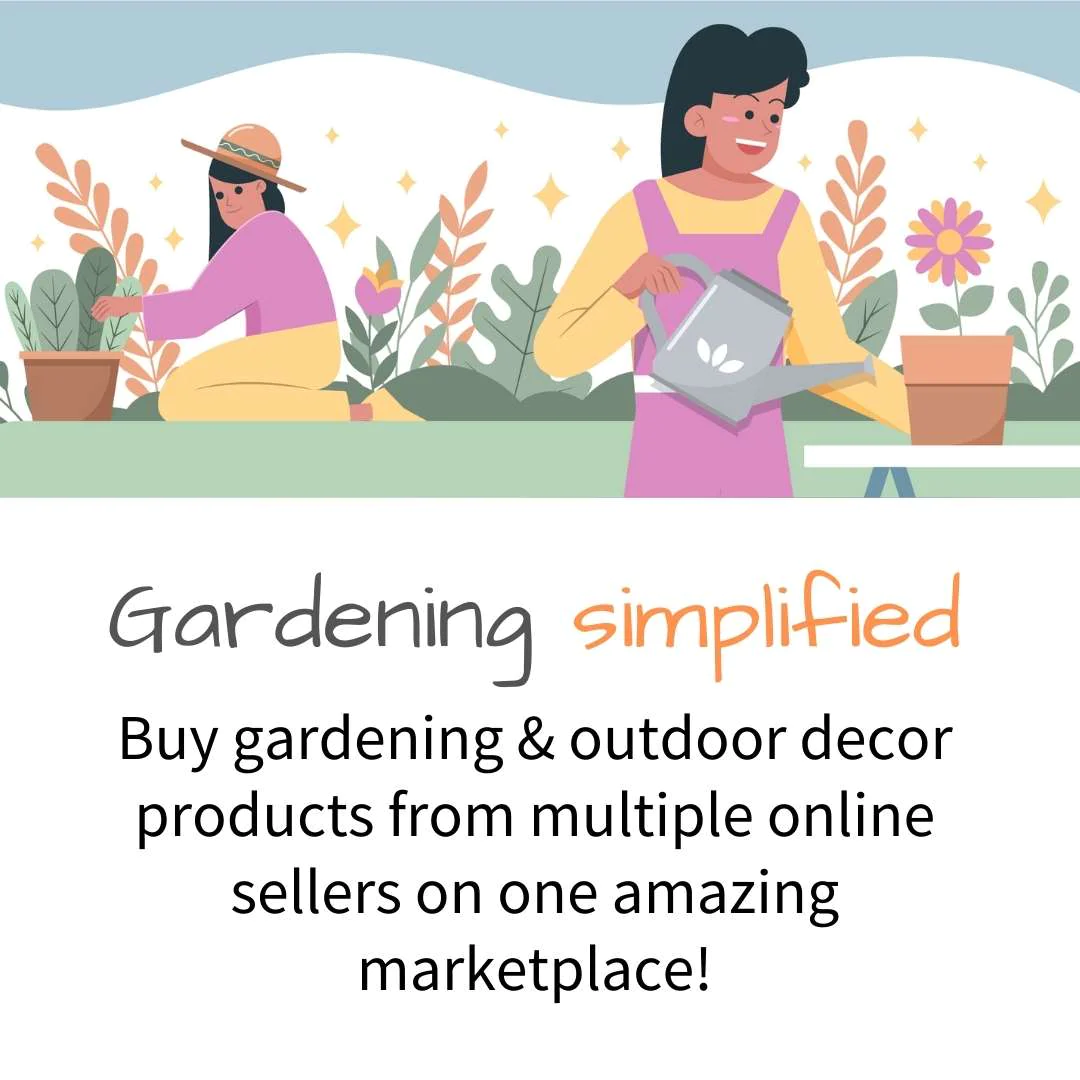 Gardening simplified
Buy gardening & outdoor decor
products from multiple online
sellers on one amazing
marketplace!